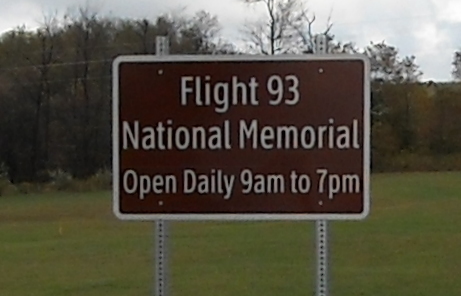 Flight 93
National Memorial
Open Daily 9am to 7pm